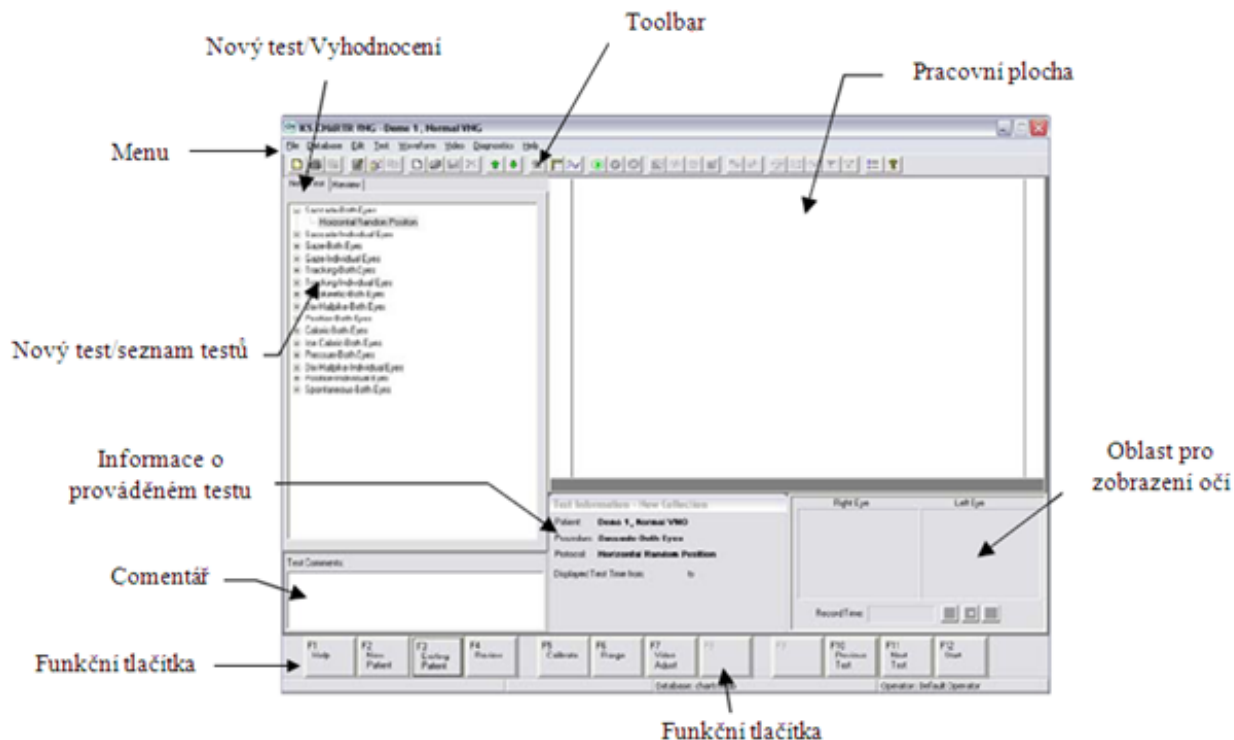 Toolbar
Nový test/Vyhodnocení
Pracovní plocha
ICS CHARTR VNG - Demo 1 , Normal VNG
Menu
File Database Edit Test Waveform Video Diagnostics Help
Review
Saccade-Both Eyes
Horizontal Random Position
Saccade-Individual Eyes
Gaze-Both Eyes
Gaze-Individual Eyes
Tracking-Both Eyes
Tracking-Individual Eyes
Dix-Hallpike-Both Eyes
Position-Both Eyes
Caloric-Both Eyes
Ice Caloric-Both Eyes
Pressure-Both Eyes
Dix-Hallpike-Individual Eyes
Position-Individual Eyes
Spontaneous-Both Eyes
Nový test/seznam testů
Informace o
prováděném testu
Oblast pro
zobrazení očí
Test Information - New Collection
Right Eye Left Eye
Patient: Demo 1 , Normal VNG
Procedure: Saccade-Both Eyes
Protocol: Horizontal Random Position
Displayed Test Time from: to
Test Comments:
Comentář
Record Time:
Funkční tlačítka
F1 Help
F2 New Patient
F3 Existing Patient
F4 Review
F5 Calibrate
F6 Range
F7 Video Adjust
F8
F9
F10 Previous Test
F11 Next Test
F12 Start
Database: Operator: Default Operator
Funkční tlačítka